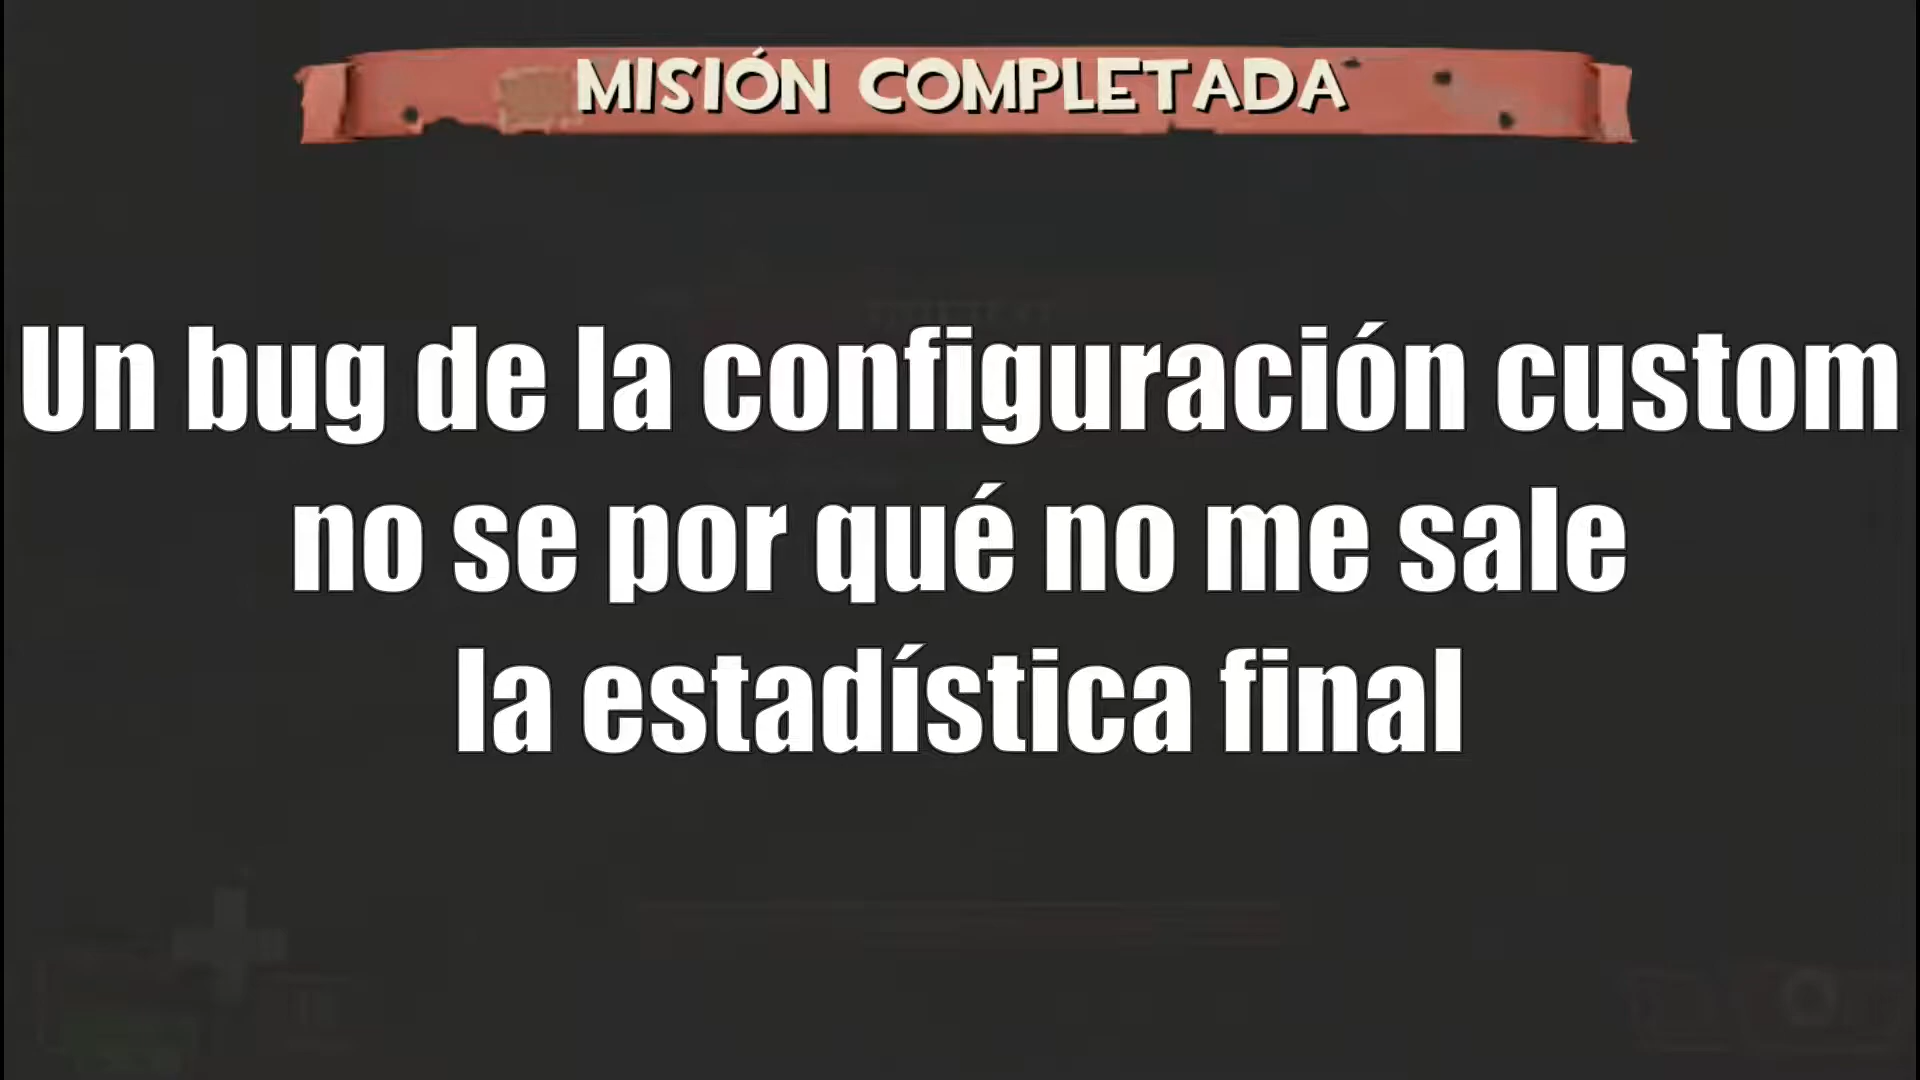 MISIÓN COMPLETADA
Un bug de la configuración custom
no se por qué no me sale
la estadística final